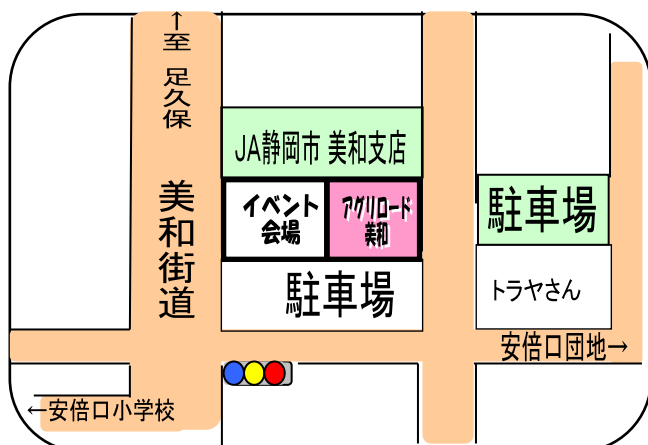 ↑至 足久保
美和街道
JA静岡市 美和支店
イベント
会場
アグリロード
美和
駐車場
駐車場
トラヤさん
安倍口団地→
←安倍口小学校